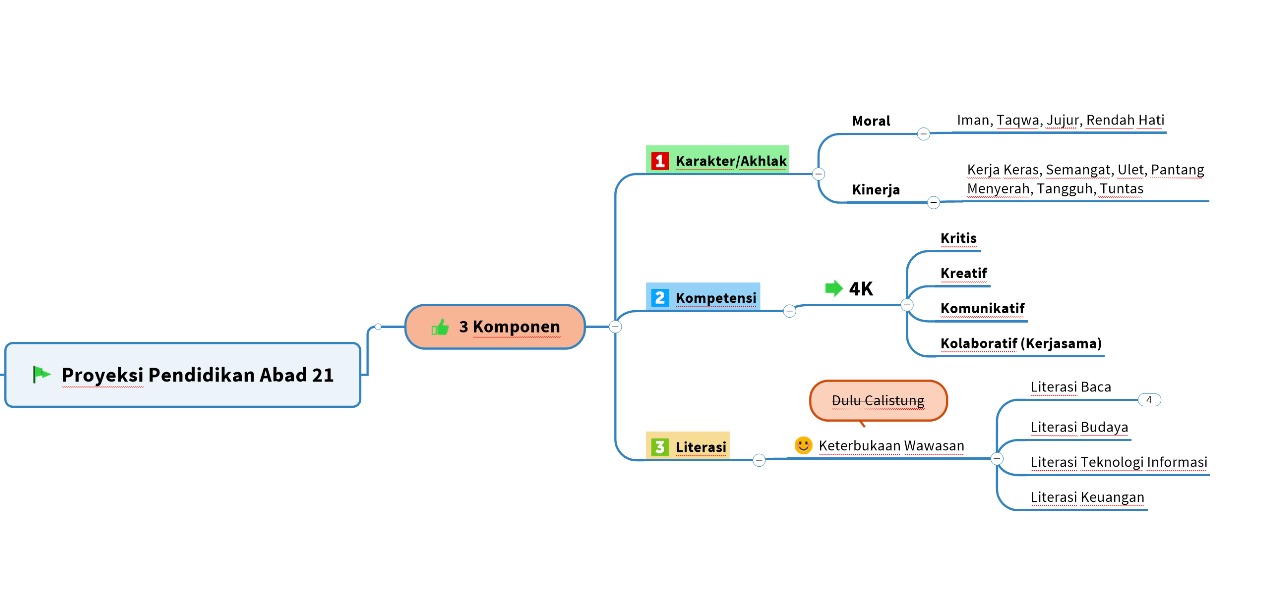 Proyeksi Pendidikan Abad 21
3 Komponen
1 Karakter/Akhlak
Moral
Iman, Taqwa, Jujur, Rendah Hati
Kinerja
Kerja Keras, Semangat, Ulet, Pantang
Menyerah, Tangguh, Tuntas
2 Kompetensi
4K
Kritis
Kreatif
Komunikatif
Kolaboratif (Kerjasama)
3 Literasi
Dulu Calistung
Keterbukaan Wawasan
Literasi Baca
4
Literasi Budaya
Literasi Teknologi Informasi
Literasi Keuangan